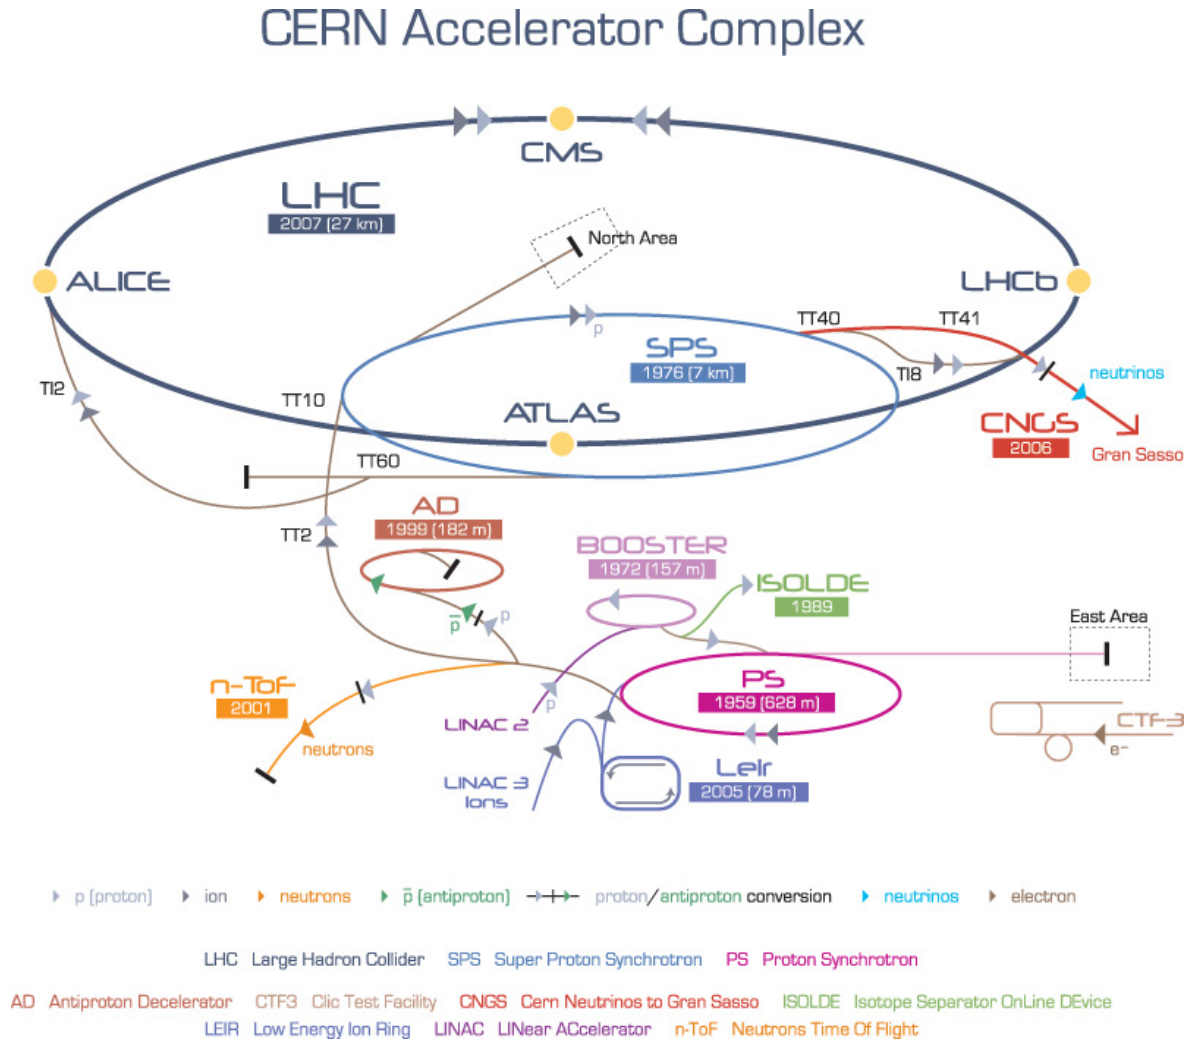 CERN Accelerator Complex
CMS
LHC
2007 (27 km)
North Area
ALICE
LHCb
p
TT40
TT41
SPS
1976 (7 km)
TI8
neutrinos
TI2
TT10
ATLAS
CNGS
2006
Gran Sasso
TT60
AD
1999 (182 m)
TT2
BOOSTER
1972 (157 m)
ISOLDE
1989
p̅
p
East Area
n-ToF
2001
PS
1959 (628 m)
LINAC 2
p
neutrons
CTF-3
e-
LINAC 3
Ions
LeIr
2005 (78 m)
p (proton) ion neutrons p̅ (antiproton) proton/antiproton conversion neutrinos electron
LHC Large Hadron Collider SPS Super Proton Synchrotron PS Proton Synchrotron
AD Antiproton Decelerator CTF3 Clic Test Facility CNGS Cern Neutrinos to Gran Sasso ISOLDE Isotope Separator OnLine DEvice
LEIR Low Energy Ion Ring LINAC LINear ACcelerator n-ToF Neutrons Time Of Flight